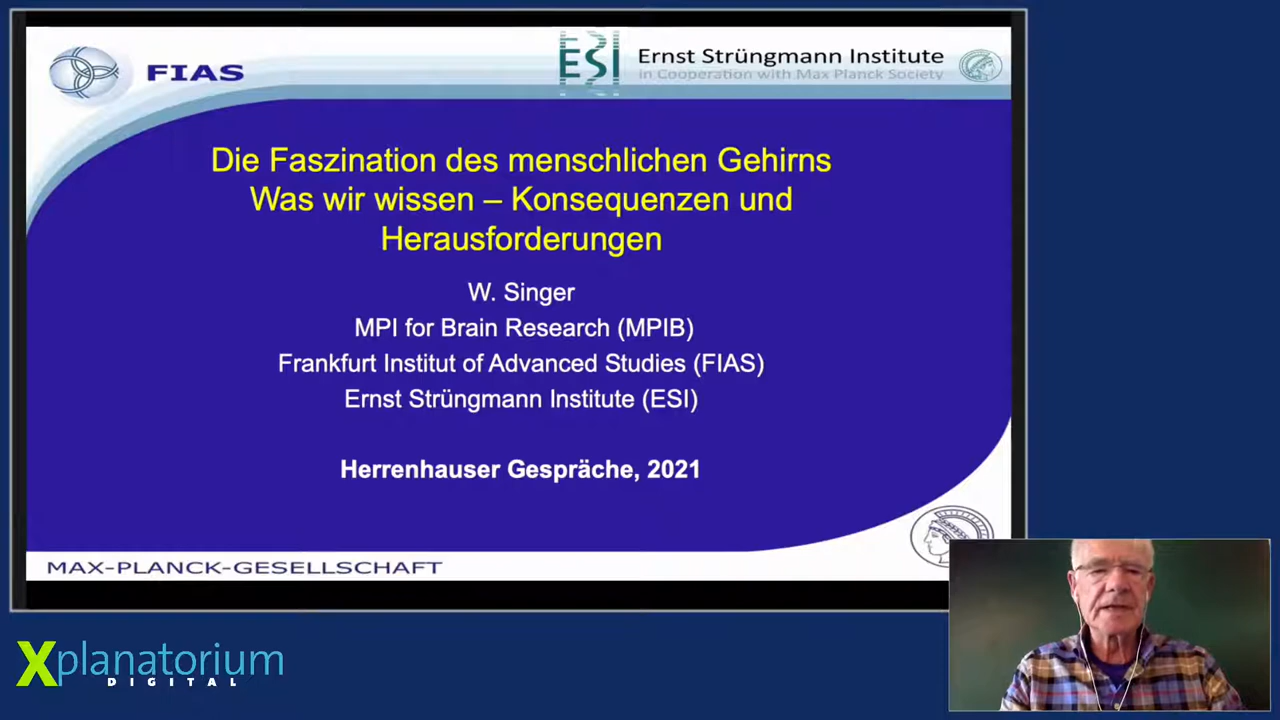 FIAS
ESI
Ernst Strüngmann Institute
in Cooperation with Max Planck Society
Die Faszination des menschlichen Gehirns
Was wir wissen – Konsequenzen und
Herausforderungen
W. Singer
MPI for Brain Research (MPIB)
Frankfurt Institut of Advanced Studies (FIAS)
Ernst Strüngmann Institute (ESI)
Herrenhauser Gespräche, 2021
MAX-PLANCK-GESELLSCHAFT
Xplanatorium
DIGITAL